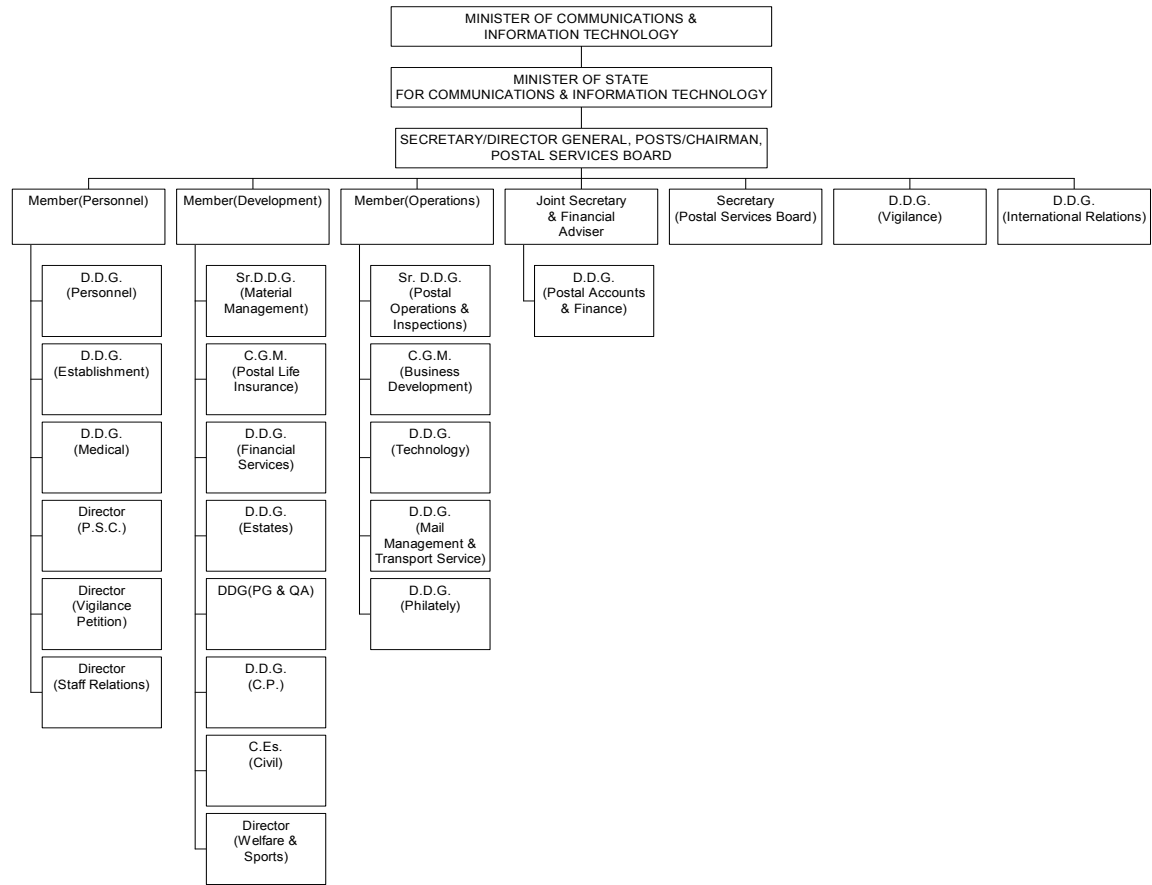 MINISTER OF COMMUNICATIONS &
INFORMATION TECHNOLOGY
MINISTER OF STATE
FOR COMMUNICATIONS & INFORMATION TECHNOLOGY
SECRETARY/DIRECTOR GENERAL, POSTS/CHAIRMAN,
POSTAL SERVICES BOARD
Member(Personnel)
Member(Development)
Member(Operations)
Joint Secretary
& Financial
Adviser
Secretary
(Postal Services Board)
D.D.G.
(Vigilance)
D.D.G.
(International Relations)
D.D.G.
(Personnel)
D.D.G.
(Establishment)
D.D.G.
(Medical)
Director
(P.S.C.)
Director
(Vigilance
Petition)
Director
(Staff Relations)
Sr.D.D.G.
(Material
Management)
C.G.M.
(Postal Life
Insurance)
D.D.G.
(Financial
Services)
D.D.G.
(Estates)
DDG(PG & QA)
D.D.G.
(C.P.)
C.Es.
(Civil)
Director
(Welfare &
Sports)
Sr. D.D.G.
(Postal
Operations &
Inspections)
C.G.M.
(Business
Development)
D.D.G.
(Technology)
D.D.G.
(Mail
Management &
Transport Service)
D.D.G.
(Philately)
D.D.G.
(Postal Accounts
& Finance)